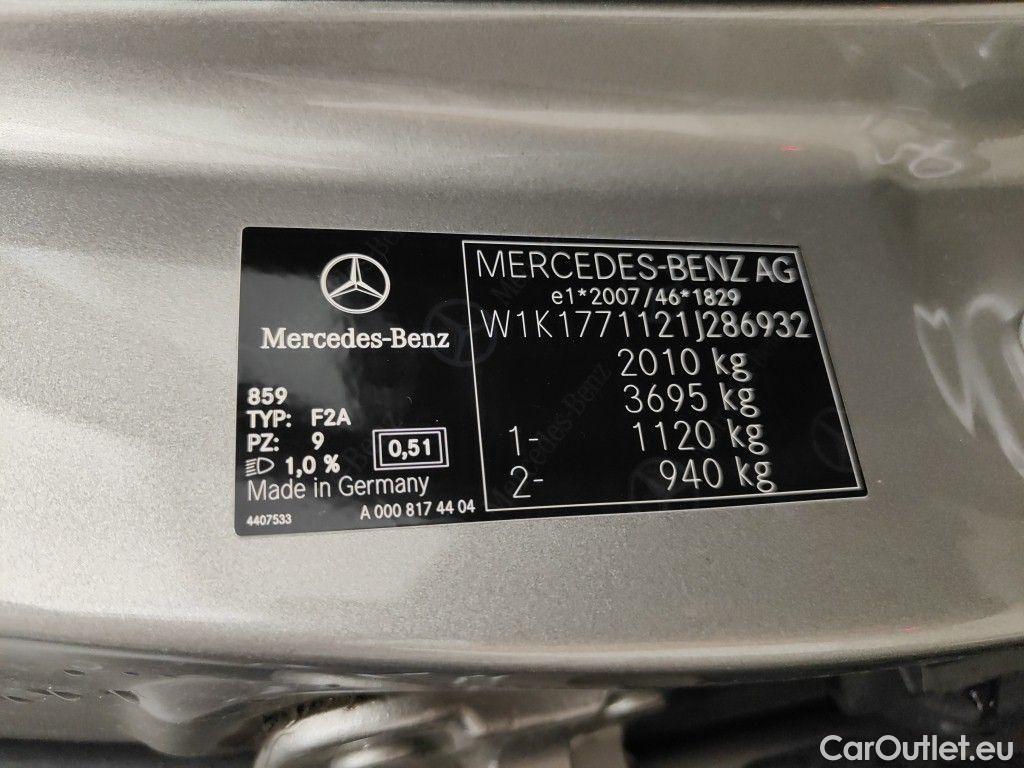 Mercedes-Benz
859
TYP: F2A
PZ: 9
1,0 %
0,51
Made in Germany
4407533
A 000 817 44 04
MERCEDES-BENZ AG
e1*2007/46*1829
W1K1771121J286932
2010 kg
3695 kg
1- 1120 kg
2- 940 kg
CarOutlet.eu